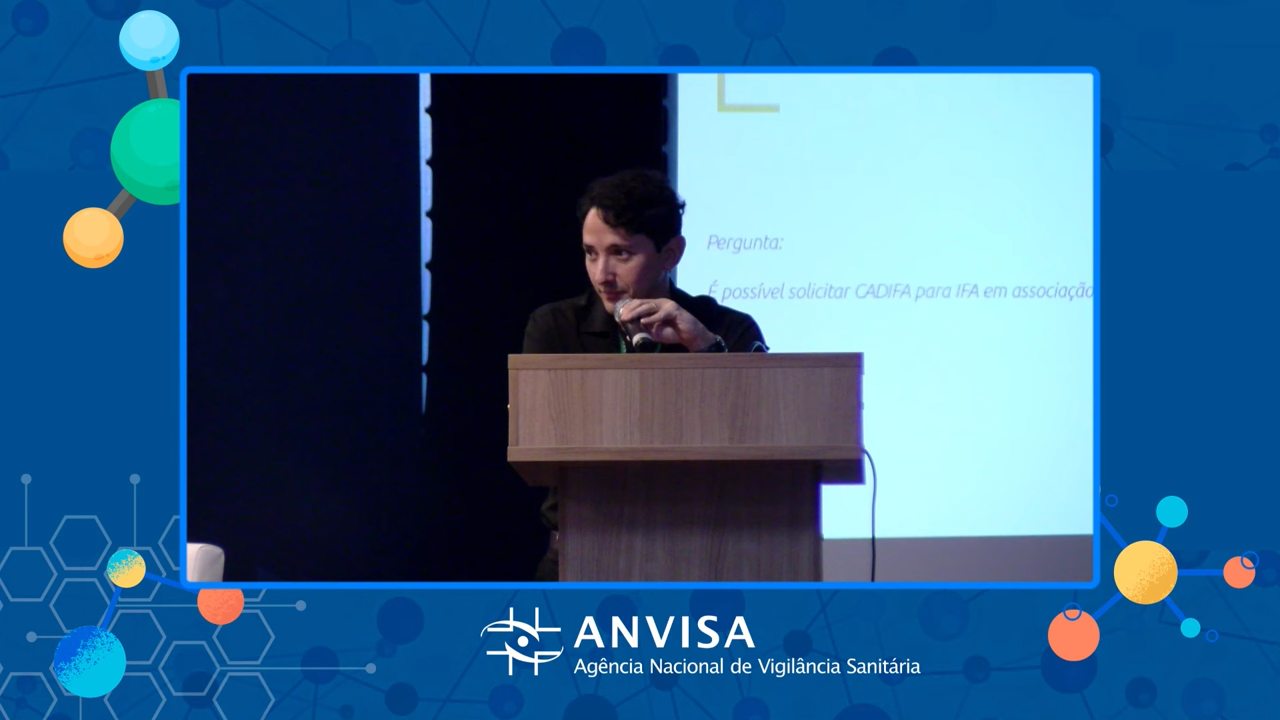 Pergunta:
É possível solicitar CADIFA para IFA em associação
ANVISA
Agência Nacional de Vigilância Sanitária